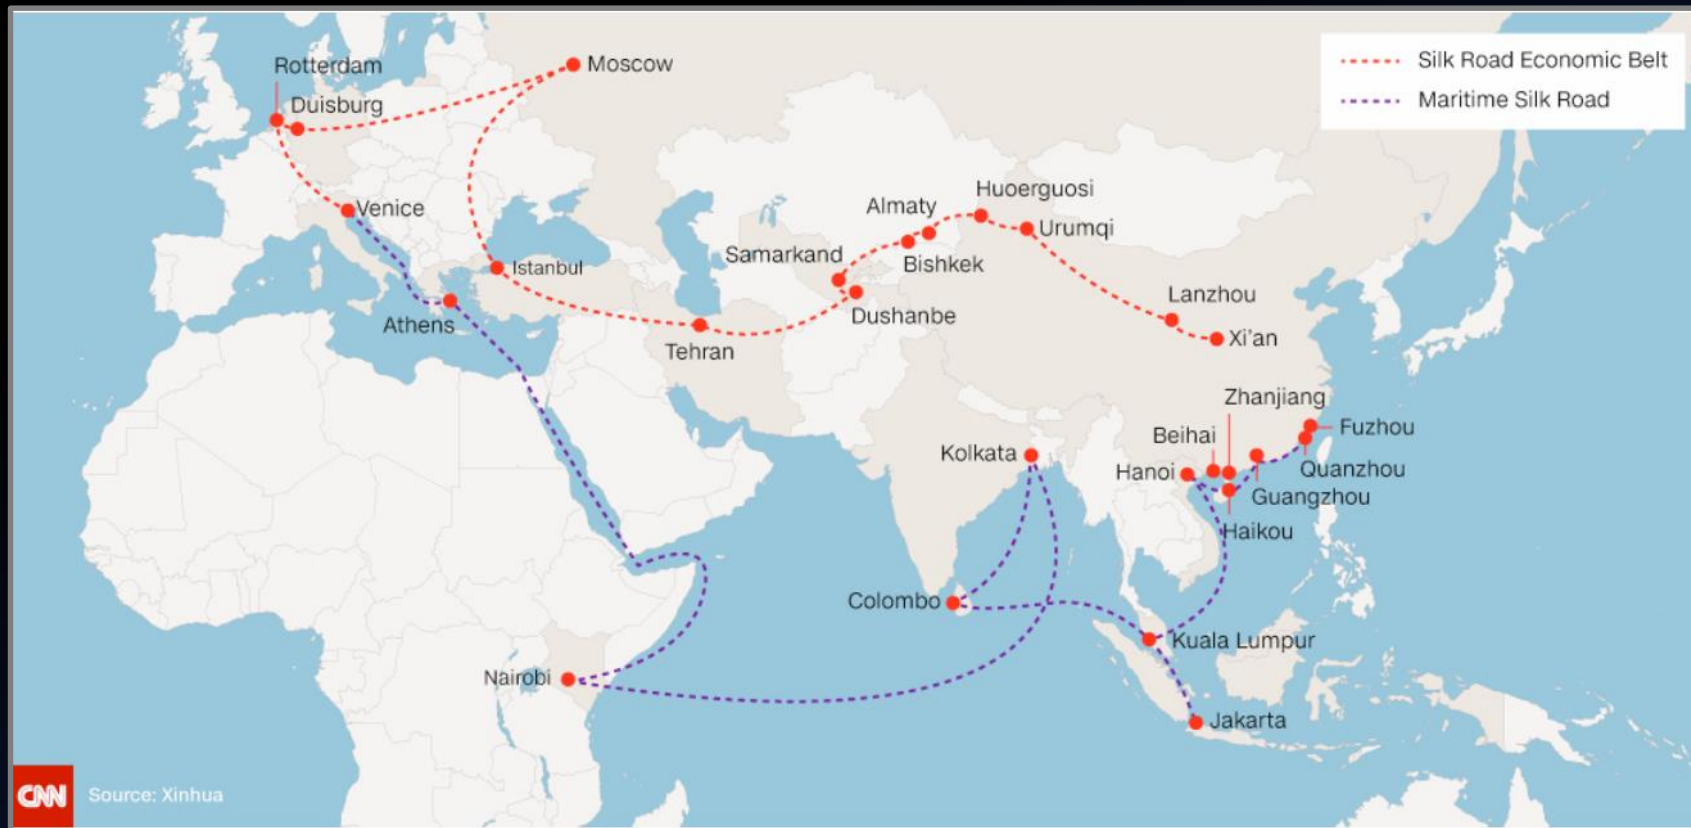 Rotterdam
Moscow
Silk Road Economic Belt
Duisburg
Maritime Silk Road
Huoerguosi
Almaty
Venice
Urumqi
Samarkand
Istanbul
Bishkek
Lanzhou
Dushanbe
Athens
Xi'an
Tehran
Zhanjiang
Fuzhou
Beihai
Kolkata
Quanzhou
Hanoi
Guangzhou
Haikou
Colombo
Kuala Lumpur
Nairobi
Jakarta
CNN Source: Xinhua